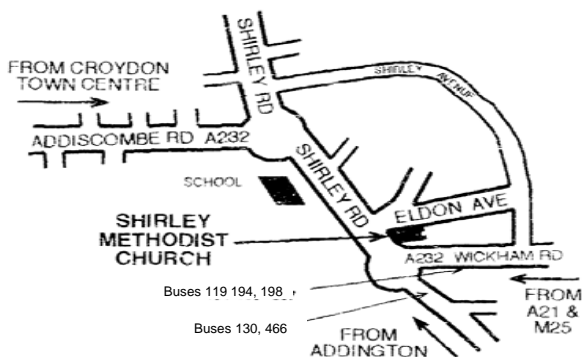 SHIRLEY RD
FROM CROYDON
TOWN CENTRE
SHIRLEY AVENUE
ADDISCOMBE RD A232
SHIRLEY RD
SCHOOL
ELDON AVE
SHIRLEY
METHODIST
CHURCH
A232 WICKHAM RD
Buses 119 194, 198
FROM
A21 &
M25
Buses 130, 466
FROM
ADDINGTON